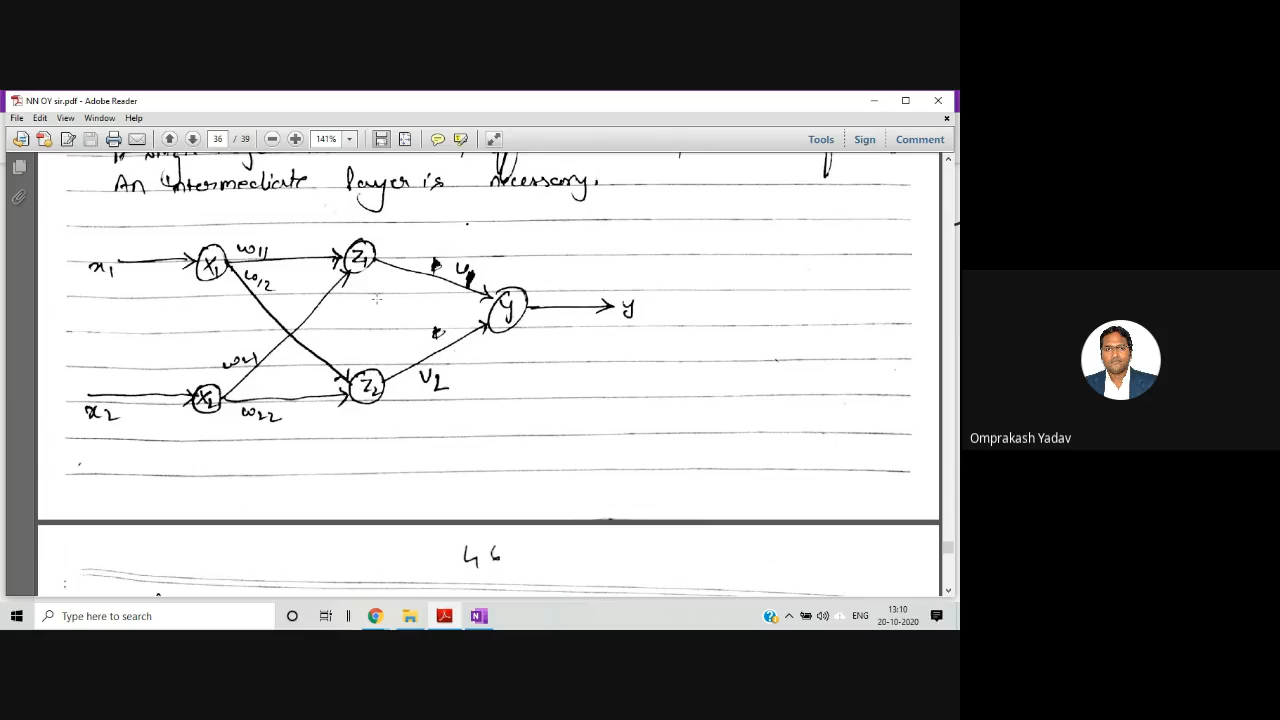 NN OY sir.pdf - Adobe Reader
File Edit View Window Help
36 / 39 141% Tools Sign Comment
An Intermediate layer is necessary.
x1 X1 w11 Z1
w12
y y
w21
V2
x2 X2 w22 Z2
46
Omprakash Yadav
Type here to search
ENG 13:10
20-10-2020